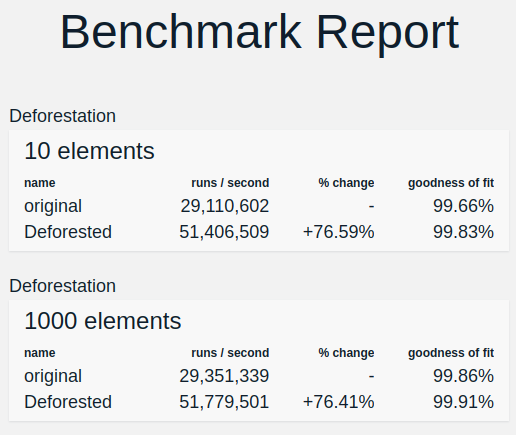 Benchmark Report
Deforestation
10 elements
name runs / second % change goodness of fit
original 29,110,602 - 99.66%
Deforested 51,406,509 +76.59% 99.83%
Deforestation
1000 elements
name runs / second % change goodness of fit
original 29,351,339 - 99.86%
Deforested 51,779,501 +76.41% 99.91%